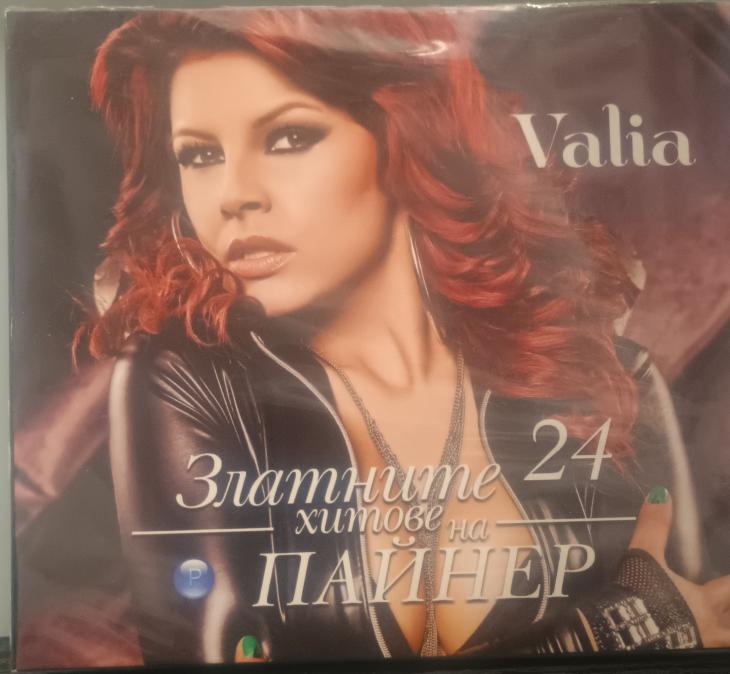 Valia
24
Златните
хитове на
ПАЙНЕР
P